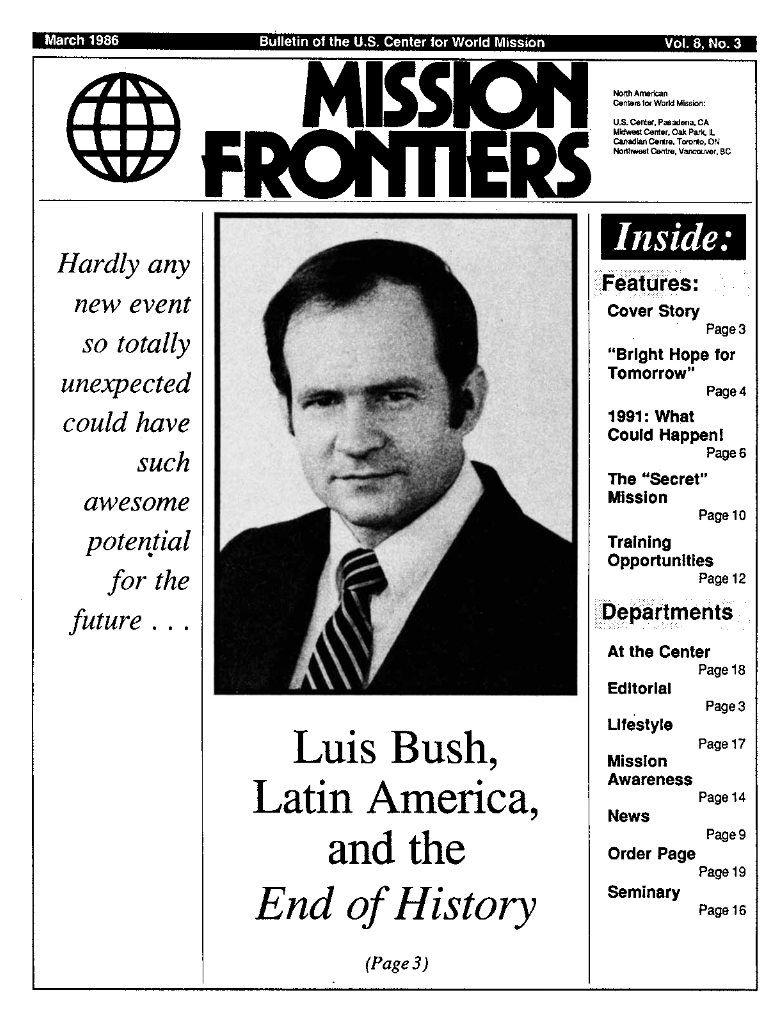 March 1986
Bulletin of the U.S. Center for World Mission
Vol. 8, No. 3
MISSION
FRONTIERS
North American
Centers for World Mission:
U.S. Center, Pasadena, CA
Midwest Center, Oak Park, IL
Canadian Centre, Toronto, ON
Northwest Centre, Vancouver, BC
Hardly any
new event
so totally
unexpected
could have
such
awesome
potential
for the
future . . .
Luis Bush,
Latin America,
and the
End of History
(Page 3)
Inside:
Features:
Cover Story
Page 3
“Bright Hope for
Tomorrow”
Page 4
1991: What
Could Happen!
Page 6
The “Secret”
Mission
Page 10
Training
Opportunities
Page 12
Departments
At the Center
Page 18
Editorial
Page 3
Lifestyle
Page 17
Mission
Awareness
Page 14
News
Page 9
Order Page
Page 19
Seminary
Page 16